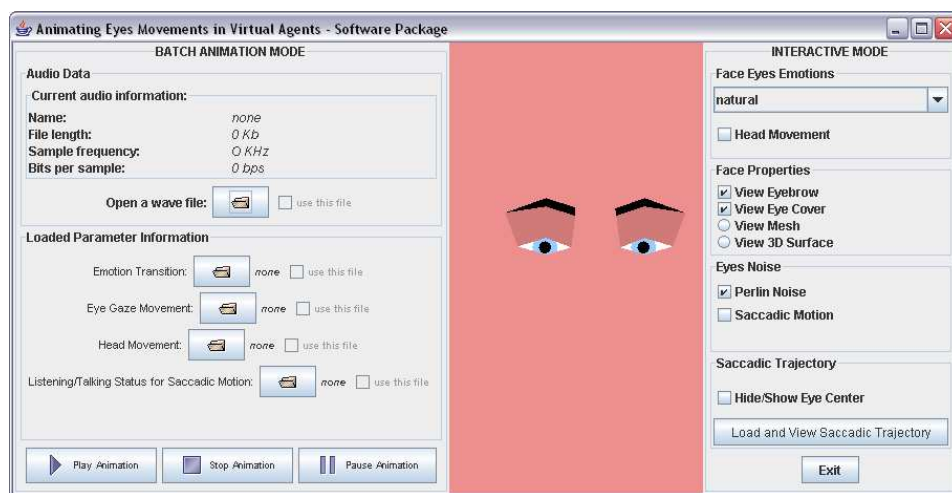 Animating Eyes Movements in Virtual Agents - Software Package
BATCH ANIMATION MODE
Audio Data
Current audio information:
Name: none
File length: 0 Kb
Sample frequency: O KHz
Bits per sample: 0 bps
Open a wave file: use this file
Loaded Parameter Information
Emotion Transition: none use this file
Eye Gaze Movement: none use this file
Head Movement: none use this file
Listening/Talking Status for Saccadic Motion: none use this file
Play Animation Stop Animation Pause Animation
INTERACTIVE MODE
Face Eyes Emotions
natural
Head Movement
Face Properties
View Eyebrow
View Eye Cover
View Mesh
View 3D Surface
Eyes Noise
Perlin Noise
Saccadic Motion
Saccadic Trajectory
Hide/Show Eye Center
Load and View Saccadic Trajectory
Exit